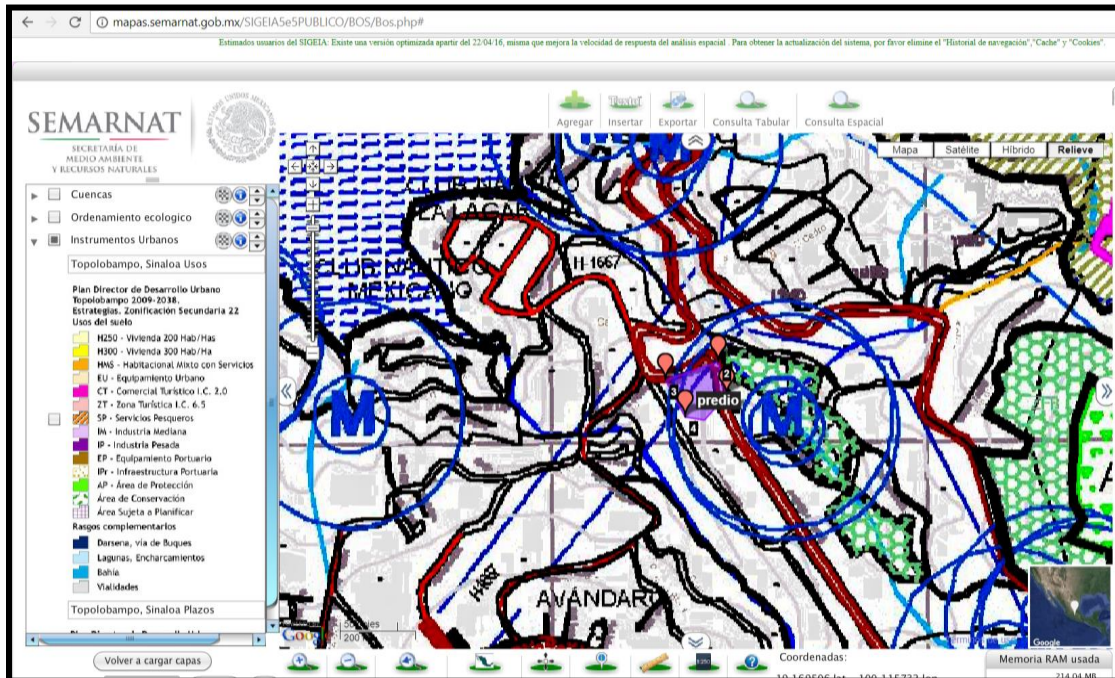 mapas.semarnat.gob.mx/SIGEIA5e5PUBLICO/BOS/Bos.php#
Estimados usuarios del SIGEIA: Existe una versión optimizada apartir del 22/04/16, misma que mejora la velocidad de respuesta del análisis espacial . Para obtener la actualización del sistema, por favor elimine el "Historial de navegación","Cache" y "Cookies".
SEMARNAT
SECRETARÍA DE
MEDIO AMBIENTE
Y RECURSOS NATURALES
Agregar
Insertar
Exportar
Consulta Tabular
Consulta Espacial
Mapa
Satélite
Híbrido
Relieve
Cuencas
Ordenamiento ecologico
Instrumentos Urbanos
Topolobampo, Sinaloa Usos
Plan Director de Desarrollo Urbano
Topolobampo 2009-2038.
Estrategias. Zonificación Secundaria 22
Usos del suelo
H250 - Vivienda 200 Hab/Has
H300 - Vivienda 300 Hab/Ha
HMS - Habitacional Mixto con Servicios
EU - Equipamiento Urbano
CT - Comercial Turístico I.C. 2.0
ZT - Zona Turística I.C. 6.5
SP - Servicios Pesqueros
IM - Industria Mediana
IP - Industria Pesada
EP - Equipamiento Portuario
IPr - Infraestructura Portuaria
AP - Área de Protección
Área de Conservación
Área Sujeta a Planificar
Rasgos complementarios
Darsena, via de Buques
Lagunas, Encharcamientos
Bahía
Vialidades
Topolobampo, Sinaloa Plazos
Volver a cargar capas
CLUB NAUTICO
MEXICANO
H-1667
M
M
M
predio
2
4
H1667
AVÁNDARO
Google
Coordenadas:
Memoria RAM usada
214.04 MB